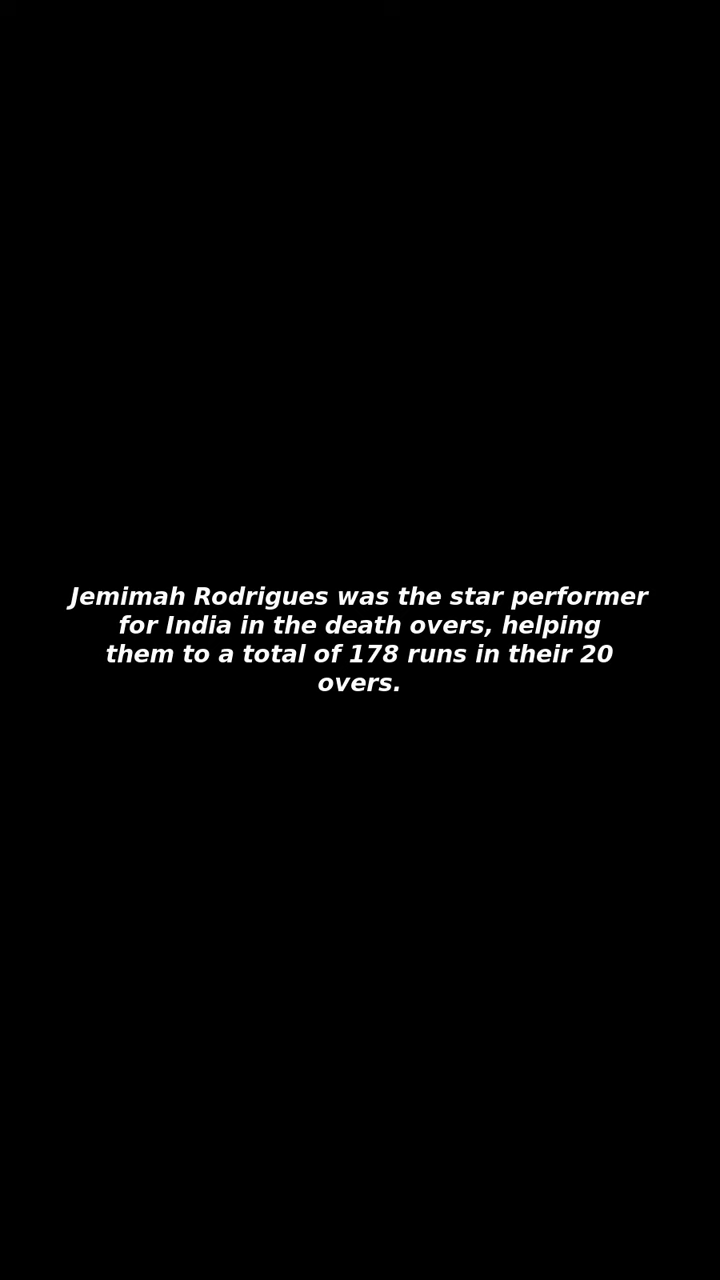 Jemimah Rodrigues was the star performer
for India in the death overs, helping
them to a total of 178 runs in their 20
overs.